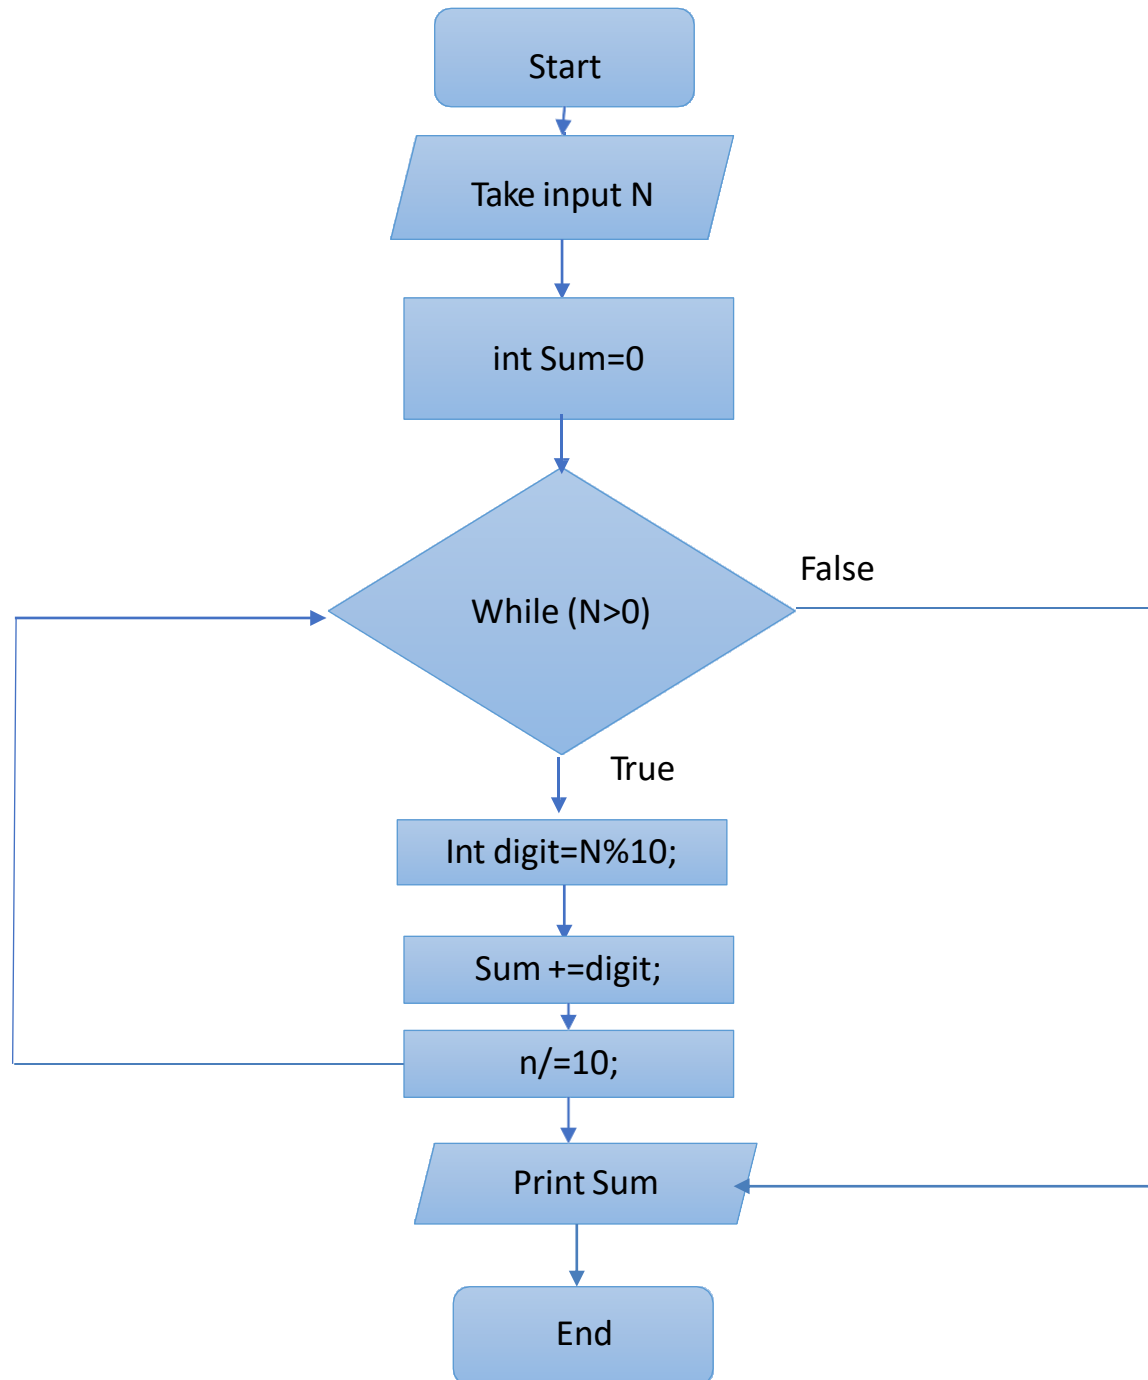 Start
Take input N
int Sum=0
False
While (N>0)
True
Int digit=N%10;
Sum +=digit;
n/=10;
Print Sum
End